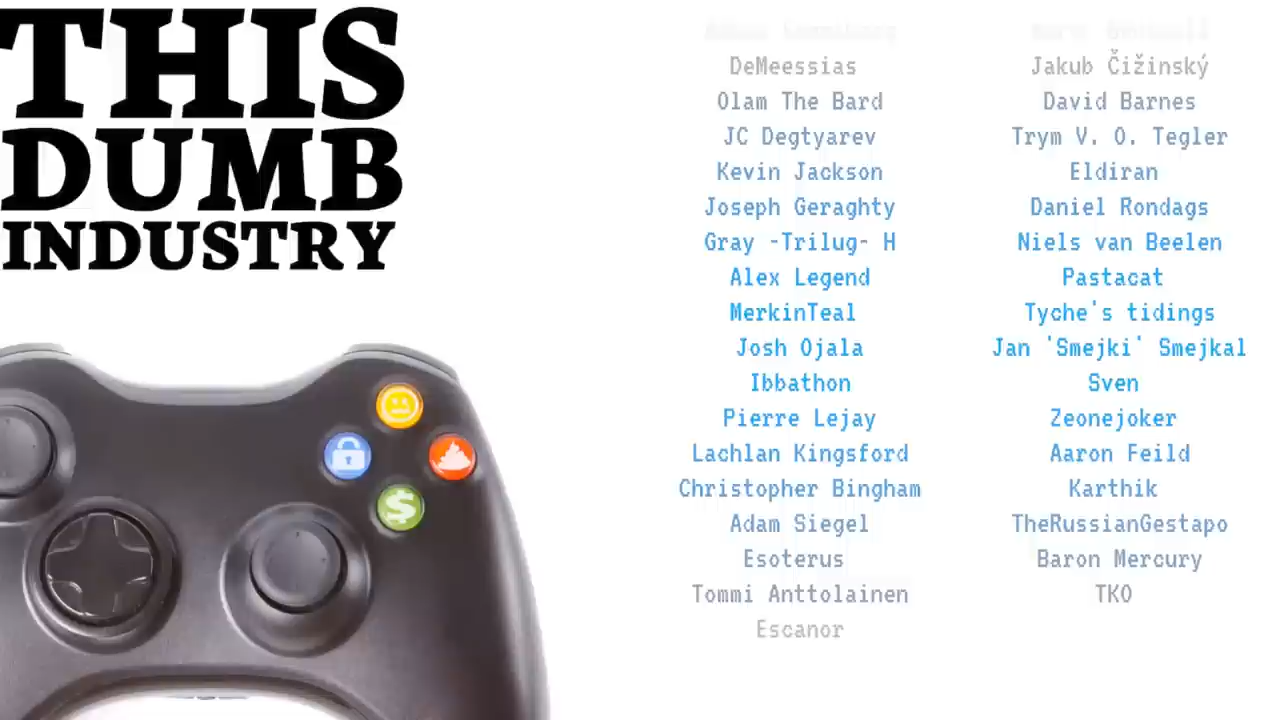 THIS
DUMB
INDUSTRY
DeMeessias
Olam The Bard
JC Degtyarev
Kevin Jackson
Joseph Geraghty
Gray -Trilug- H
Alex Legend
MerkinTeal
Josh Ojala
Ibbathon
Pierre Lejay
Lachlan Kingsford
Christopher Bingham
Adam Siegel
Esoterus
Tommi Anttolainen
Escanor
Jakub Čižinský
David Barnes
Trym V. O. Tegler
Eldiran
Daniel Rondags
Niels van Beelen
Pastacat
Tyche's tidings
Jan 'Smejki' Smejkal
Sven
Zeonejoker
Aaron Feild
Karthik
TheRussianGestapo
Baron Mercury
TKO